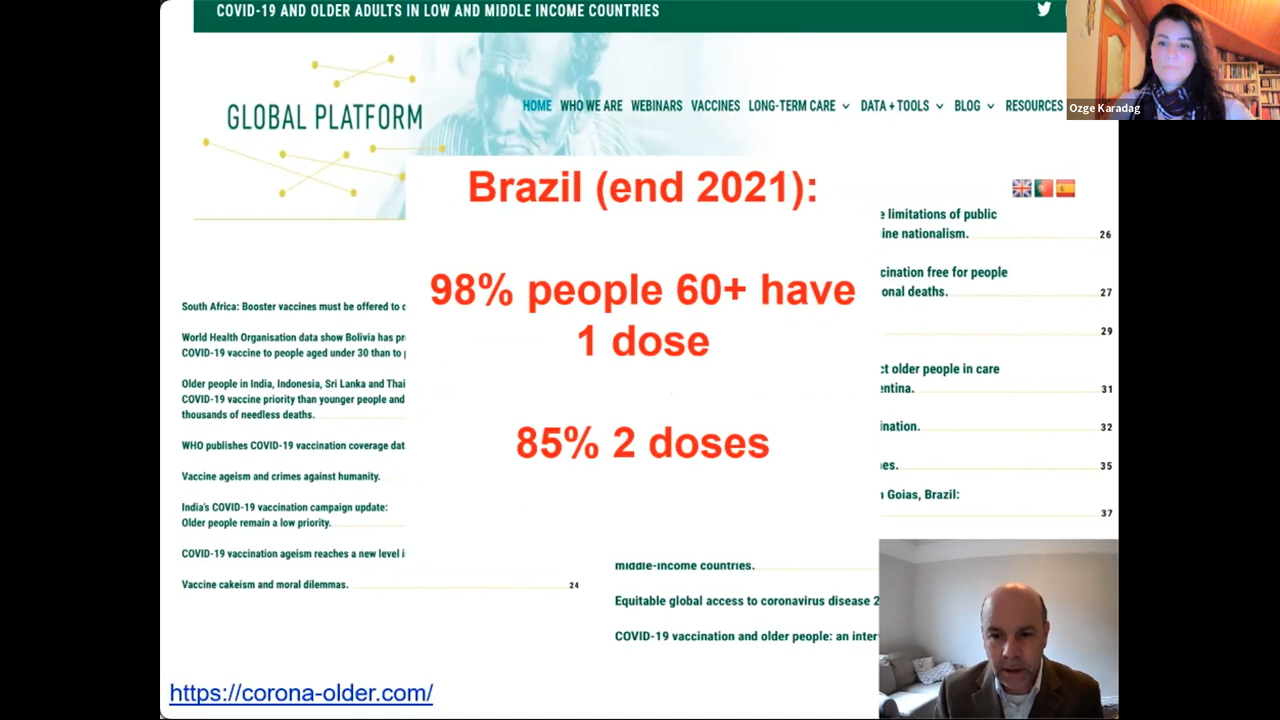 COVID-19 AND OLDER ADULTS IN LOW AND MIDDLE INCOME COUNTRIES
Ozge Karadag
GLOBAL PLATFORM
HOME WHO WE ARE WEBINARS VACCINES LONG-TERM CARE DATA + TOOLS BLOG RESOURCES
Brazil (end 2021):
98% people 60+ have
1 dose
85% 2 doses
South Africa: Booster vaccines must be offered to
World Health Organisation data show Bolivia has
COVID-19 vaccine to people aged under 30 than to
Older people in India, Indonesia, Sri Lanka and
COVID-19 vaccine priority than younger people and
thousands of needless deaths.
WHO publishes COVID-19 vaccination coverage
Vaccine ageism and crimes against humanity.
India's COVID-19 vaccination campaign update:
Older people remain a low priority.
COVID-19 vaccination ageism reaches a new level
Vaccine cakeism and moral dilemmas. 24
limitations of public
nationalism. 26
free for people
deaths. 27
29
older people in care
31
32
35
Goias, Brazil:
37
middle-income countries.
Equitable global access to coronavirus disease
COVID-19 vaccination and older people: an
https://corona-older.com/